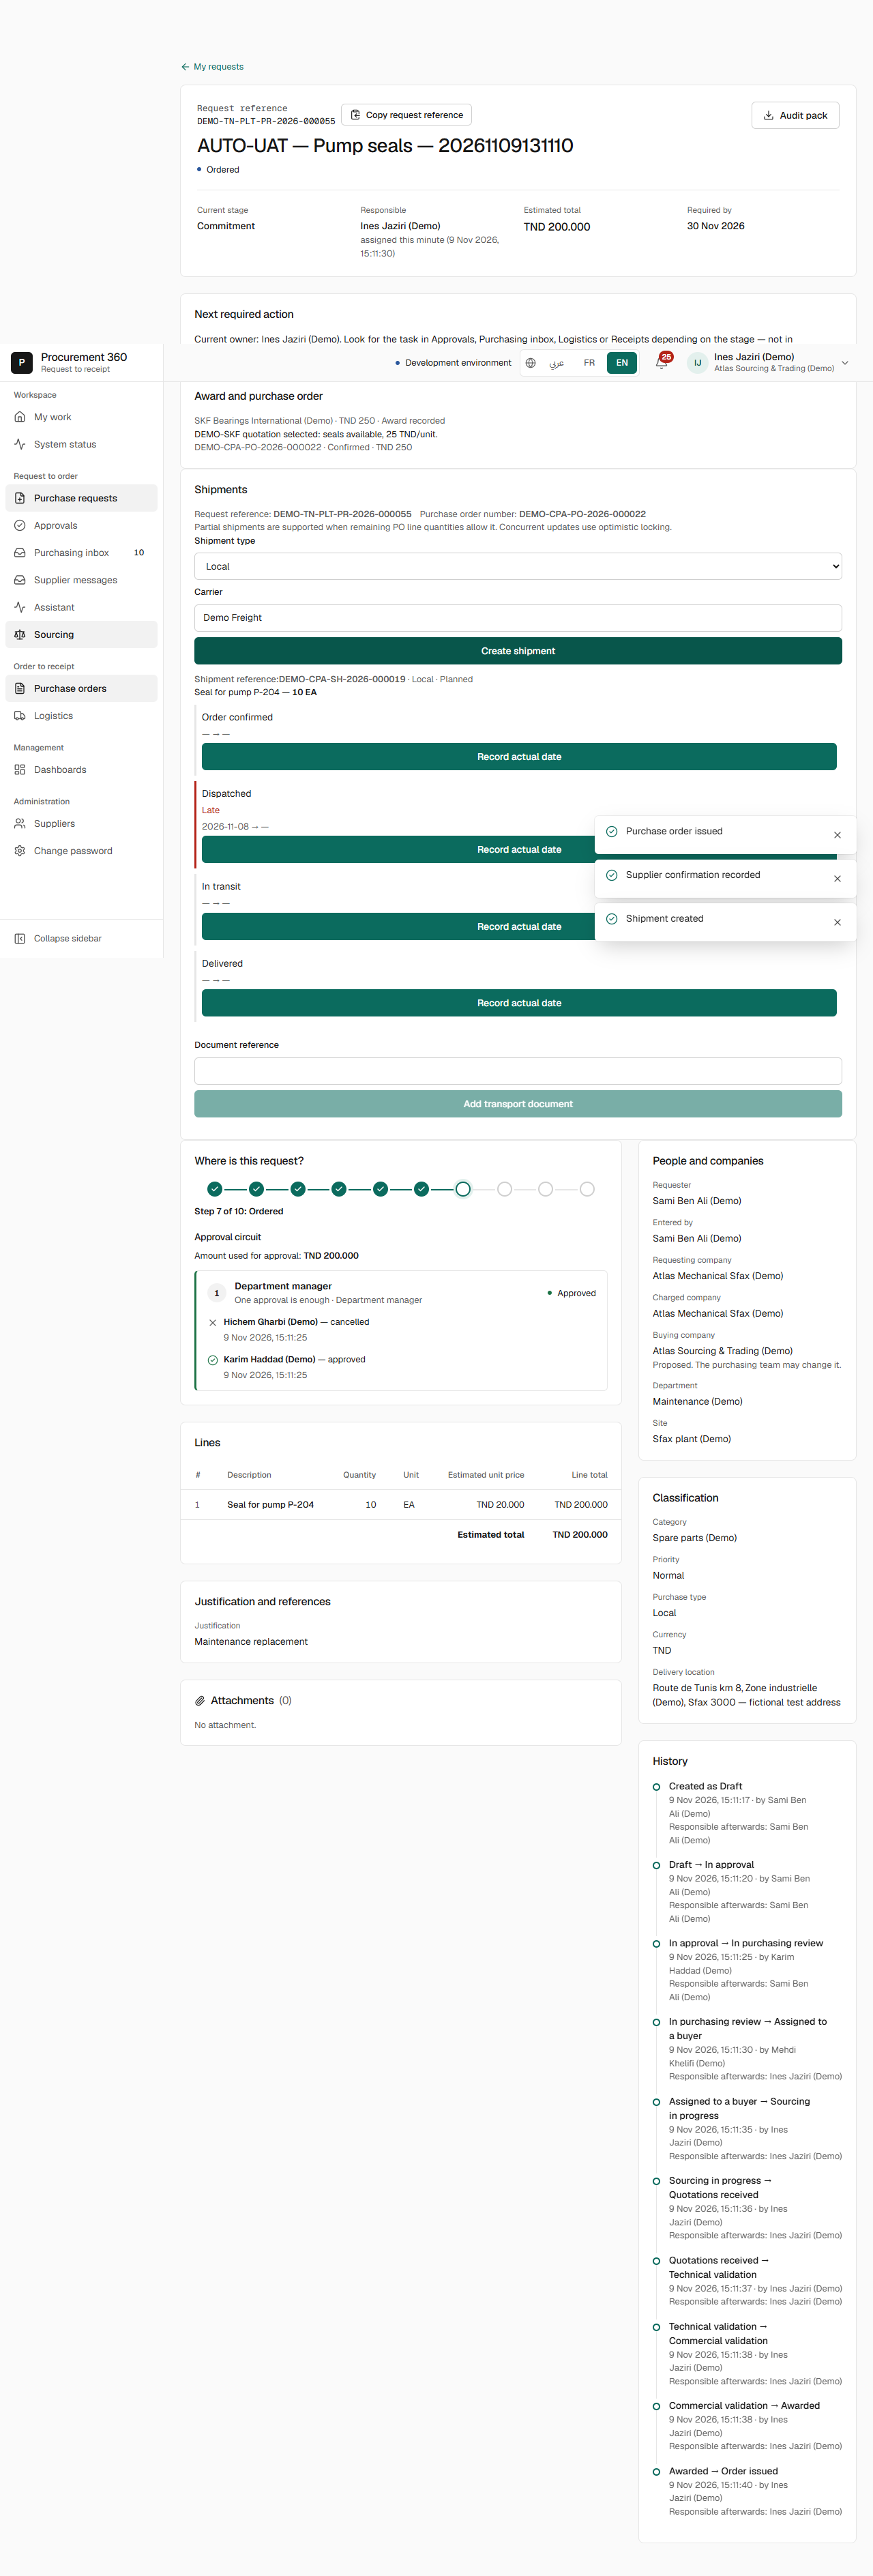 My requests
Request reference
DEMO-TN-PLT-PR-2026-000055
Copy request reference
Audit pack
AUTO-UAT — Pump seals — 20261109131110
Ordered
Current stage
Commitment
Responsible
Ines Jaziri (Demo)
assigned this minute (9 Nov 2026,
15:11:30)
Estimated total
TND 200.000
Required by
30 Nov 2026
Next required action
Current owner: Ines Jaziri (Demo). Look for the task in Approvals, Purchasing inbox, Logistics or Receipts depending on the stage — not in
P
Procurement 360
Request to receipt
Development environment
عربي
FR
EN
25
IJ
Ines Jaziri (Demo)
Atlas Sourcing & Trading (Demo)
Workspace
My work
System status
Request to order
Purchase requests
Approvals
Purchasing inbox
10
Supplier messages
Assistant
Sourcing
Order to receipt
Purchase orders
Logistics
Management
Dashboards
Administration
Suppliers
Change password
Collapse sidebar
Award and purchase order
SKF Bearings International (Demo) · TND 250 · Award recorded
DEMO-SKF quotation selected: seals available, 25 TND/unit.
DEMO-CPA-PO-2026-000022 · Confirmed · TND 250
Shipments
Request reference: DEMO-TN-PLT-PR-2026-000055 Purchase order number: DEMO-CPA-PO-2026-000022
Partial shipments are supported when remaining PO line quantities allow it. Concurrent updates use optimistic locking.
Shipment type
Local
Carrier
Demo Freight
Create shipment
Shipment reference:DEMO-CPA-SH-2026-000019 · Local · Planned
Seal for pump P-204 — 10 EA
Order confirmed
— → —
Record actual date
Dispatched
Late
2026-11-08 → —
Record actual date
In transit
— → —
Record actual date
Delivered
— → —
Record actual date
Purchase order issued
Supplier confirmation recorded
Shipment created
Document reference
Add transport document
Where is this request?
Step 7 of 10: Ordered
Approval circuit
Amount used for approval: TND 200.000
1
Department manager
One approval is enough · Department manager
Approved
Hichem Gharbi (Demo) — cancelled
9 Nov 2026, 15:11:25
Karim Haddad (Demo) — approved
9 Nov 2026, 15:11:25
Lines
# Description Quantity Unit Estimated unit price Line total
1 Seal for pump P-204 10 EA TND 20.000 TND 200.000
Estimated total TND 200.000
Justification and references
Justification
Maintenance replacement
Attachments (0)
No attachment.
People and companies
Requester
Sami Ben Ali (Demo)
Entered by
Sami Ben Ali (Demo)
Requesting company
Atlas Mechanical Sfax (Demo)
Charged company
Atlas Mechanical Sfax (Demo)
Buying company
Atlas Sourcing & Trading (Demo)
Proposed. The purchasing team may change it.
Department
Maintenance (Demo)
Site
Sfax plant (Demo)
Classification
Category
Spare parts (Demo)
Priority
Normal
Purchase type
Local
Currency
TND
Delivery location
Route de Tunis km 8, Zone industrielle
(Demo), Sfax 3000 — fictional test address
History
Created as Draft
9 Nov 2026, 15:11:17 · by Sami Ben
Ali (Demo)
Responsible afterwards: Sami Ben
Ali (Demo)
Draft → In approval
9 Nov 2026, 15:11:20 · by Sami Ben
Ali (Demo)
Responsible afterwards: Sami Ben
Ali (Demo)
In approval → In purchasing review
9 Nov 2026, 15:11:25 · by Karim
Haddad (Demo)
Responsible afterwards: Sami Ben
Ali (Demo)
In purchasing review → Assigned to
a buyer
9 Nov 2026, 15:11:30 · by Mehdi
Khelifi (Demo)
Responsible afterwards: Ines Jaziri (Demo)
Assigned to a buyer → Sourcing
in progress
9 Nov 2026, 15:11:35 · by Ines
Jaziri (Demo)
Responsible afterwards: Ines Jaziri (Demo)
Sourcing in progress →
Quotations received
9 Nov 2026, 15:11:36 · by Ines
Jaziri (Demo)
Responsible afterwards: Ines Jaziri (Demo)
Quotations received →
Technical validation
9 Nov 2026, 15:11:37 · by Ines Jaziri (Demo)
Responsible afterwards: Ines Jaziri (Demo)
Technical validation →
Commercial validation
9 Nov 2026, 15:11:38 · by Ines
Jaziri (Demo)
Responsible afterwards: Ines Jaziri (Demo)
Commercial validation → Awarded
9 Nov 2026, 15:11:38 · by Ines
Jaziri (Demo)
Responsible afterwards: Ines Jaziri (Demo)
Awarded → Order issued
9 Nov 2026, 15:11:40 · by Ines
Jaziri (Demo)
Responsible afterwards: Ines Jaziri (Demo)